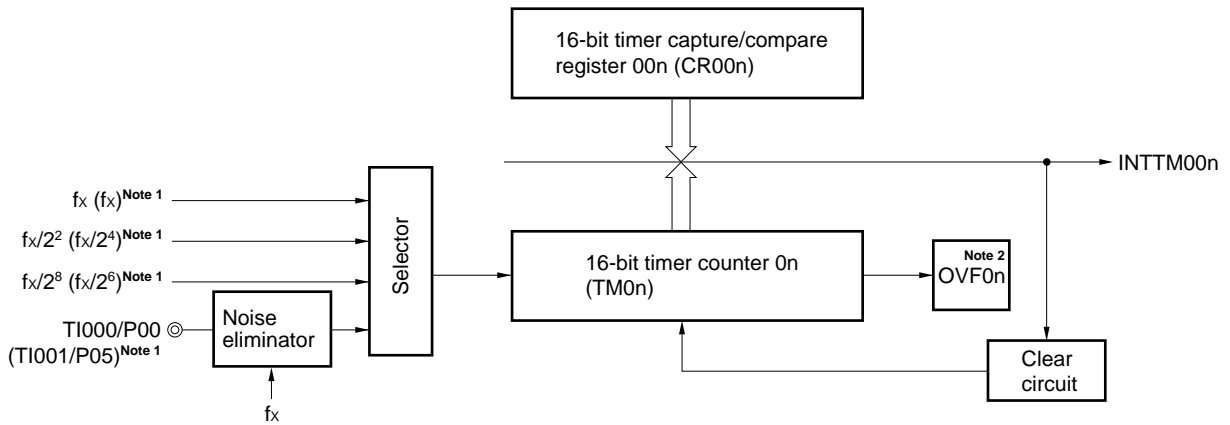 16-bit timer capture/compare
register 00n (CR00n)
INTTM00n
fX (fX)Note 1
fX/2² (fX/2⁴)Note 1
fX/2⁸ (fX/2⁶)Note 1
TI000/P00
(TI001/P05)Note 1
Noise
eliminator
fX
Selector
16-bit timer counter 0n
(TM0n)
Note 2
OVF0n
Clear
circuit